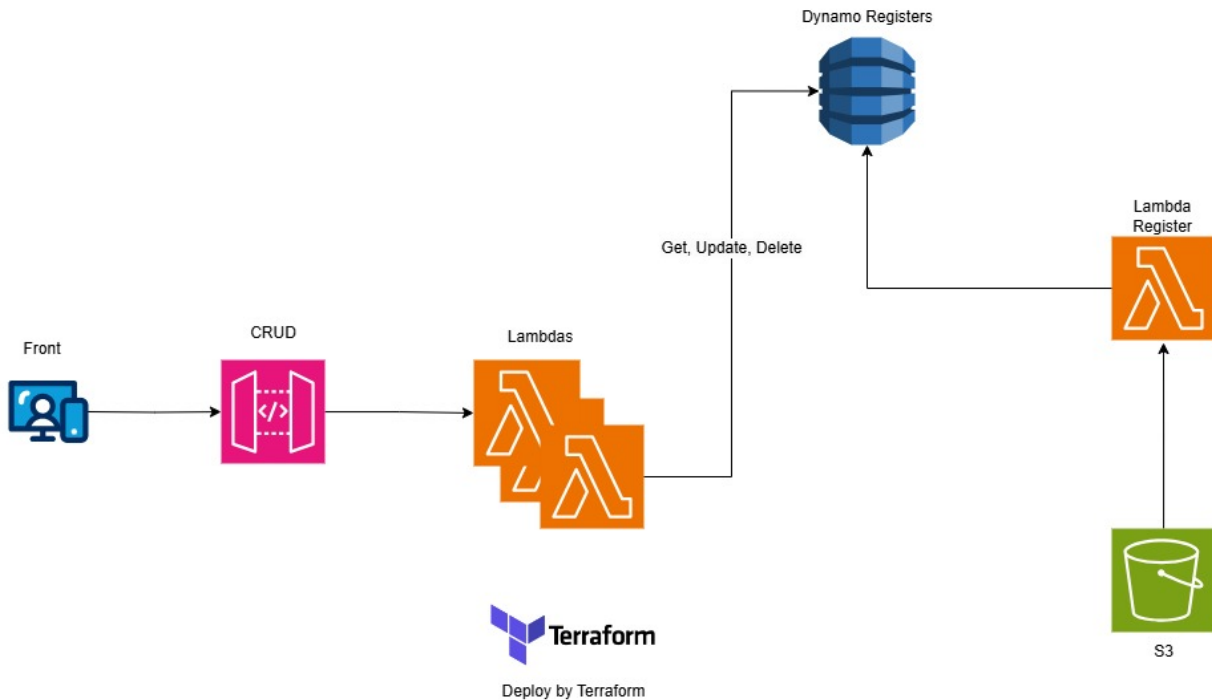 Dynamo Registers
Lambda
Register
Get, Update, Delete
CRUD
Lambdas
Front
</>
Terraform
S3
Deploy by Terraform